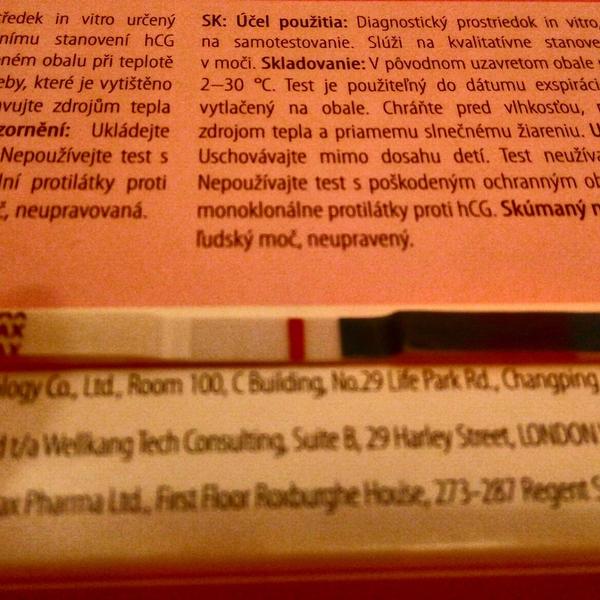 ředek in vitro určený
nímu stanovení hCG
ném obalu při teplotě
eby, které je vytištěno
vujte zdrojům tepla
zornění: Ukládejte
Nepoužívejte test s
lní protilátky proti
č, neupravovaná.
SK: Účel použitia: Diagnostický prostriedok in vitro,
na samotestovanie. Slúži na kvalitatívne stanove
v moči. Skladovanie: V pôvodnom uzavretom obale
2–30 °C. Test je použiteľný do dátumu exspirác
vytlačený na obale. Chráňte pred vlhkosťou,
zdrojom tepla a priamemu slnečnému žiareniu. U
Uschovávajte mimo dosahu detí. Test neužíva
Nepoužívajte test s poškodeným ochranným ob
monoklonálne protilátky proti hCG. Skúmaný
ľudský moč, neupravený.
ology Co., Ltd., Room 100, C Building, No.29 Life Park Rd., Changping
d t/a Wellkang Tech Consulting, Suite B, 29 Harley Street, LONDON
ax Pharma Ltd., First Floor Roxburghe House, 273-287 Regent S